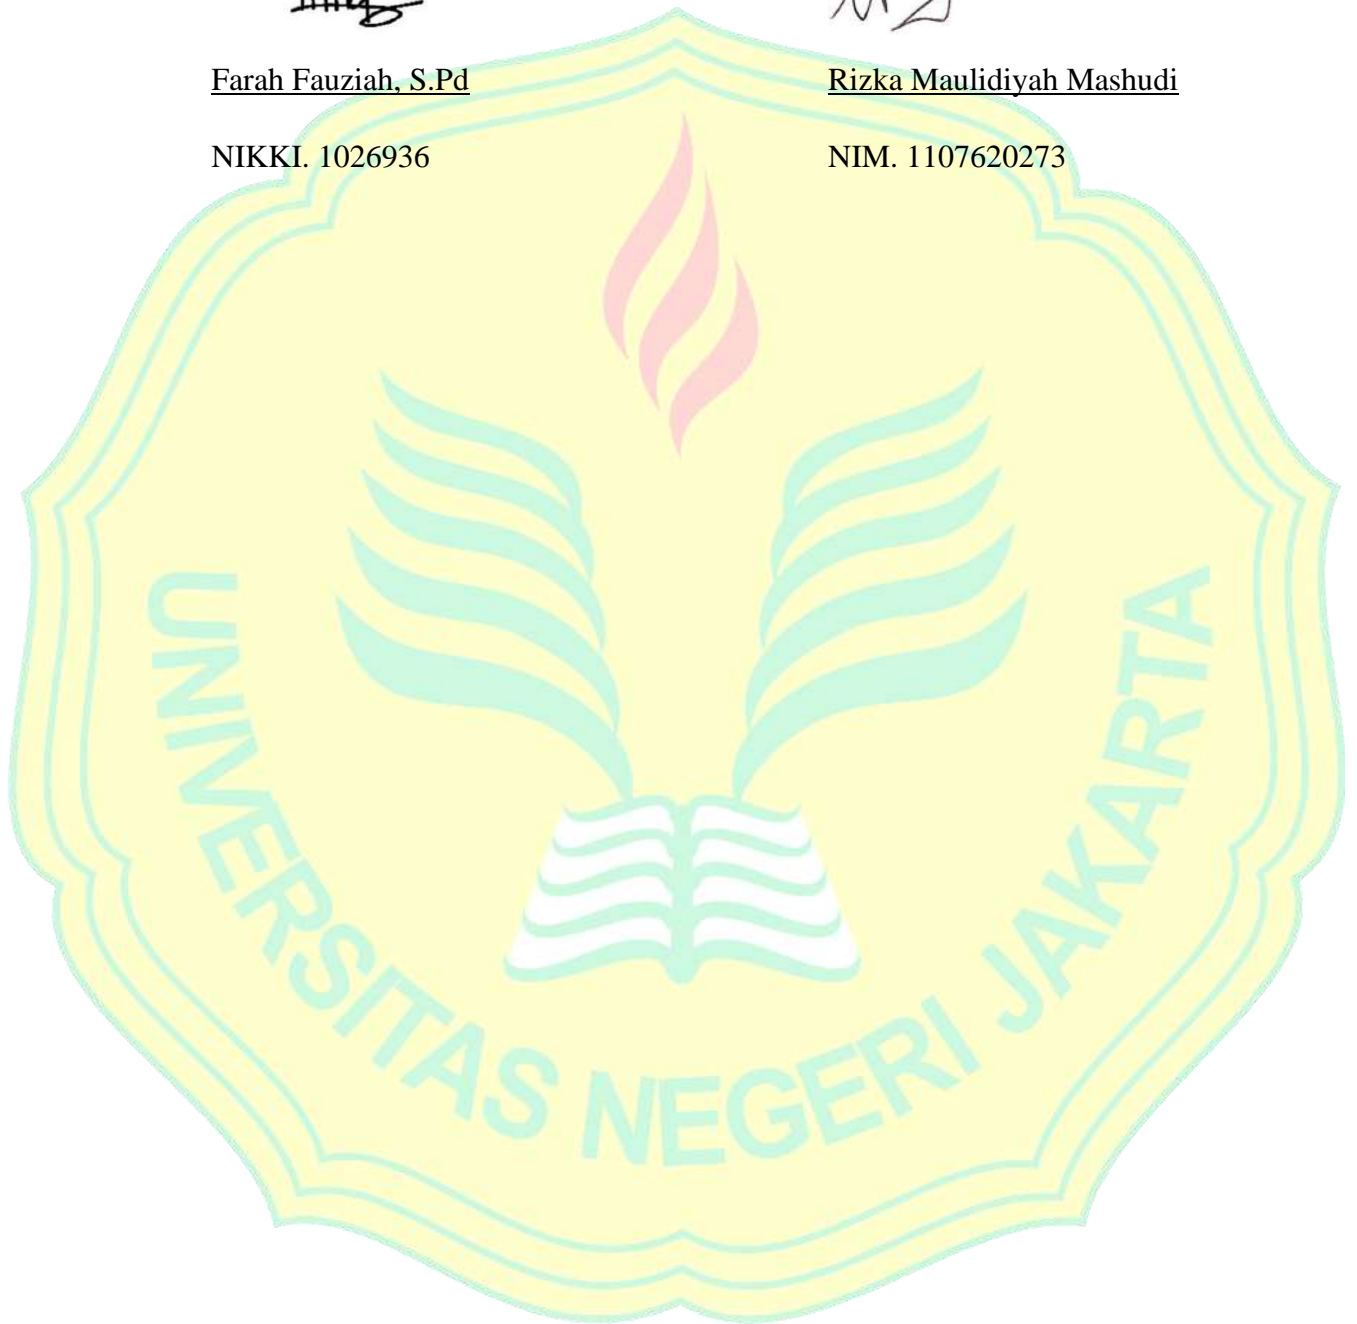 Farah Fauziah, S.Pd
Rizka Maulidiyah Mashudi
NIKKI. 1026936
NIM. 1107620273
UNIVERSITAS NEGERI JAKARTA